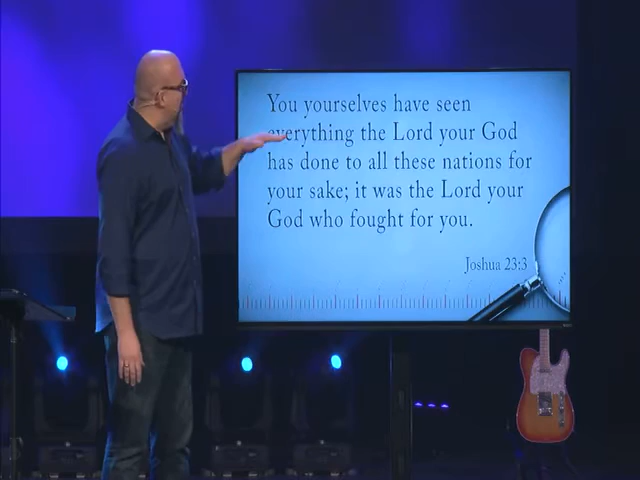 You yourselves have seen
everything the Lord your God
has done to all these nations for
your sake; it was the Lord your
God who fought for you.
Joshua 23:3